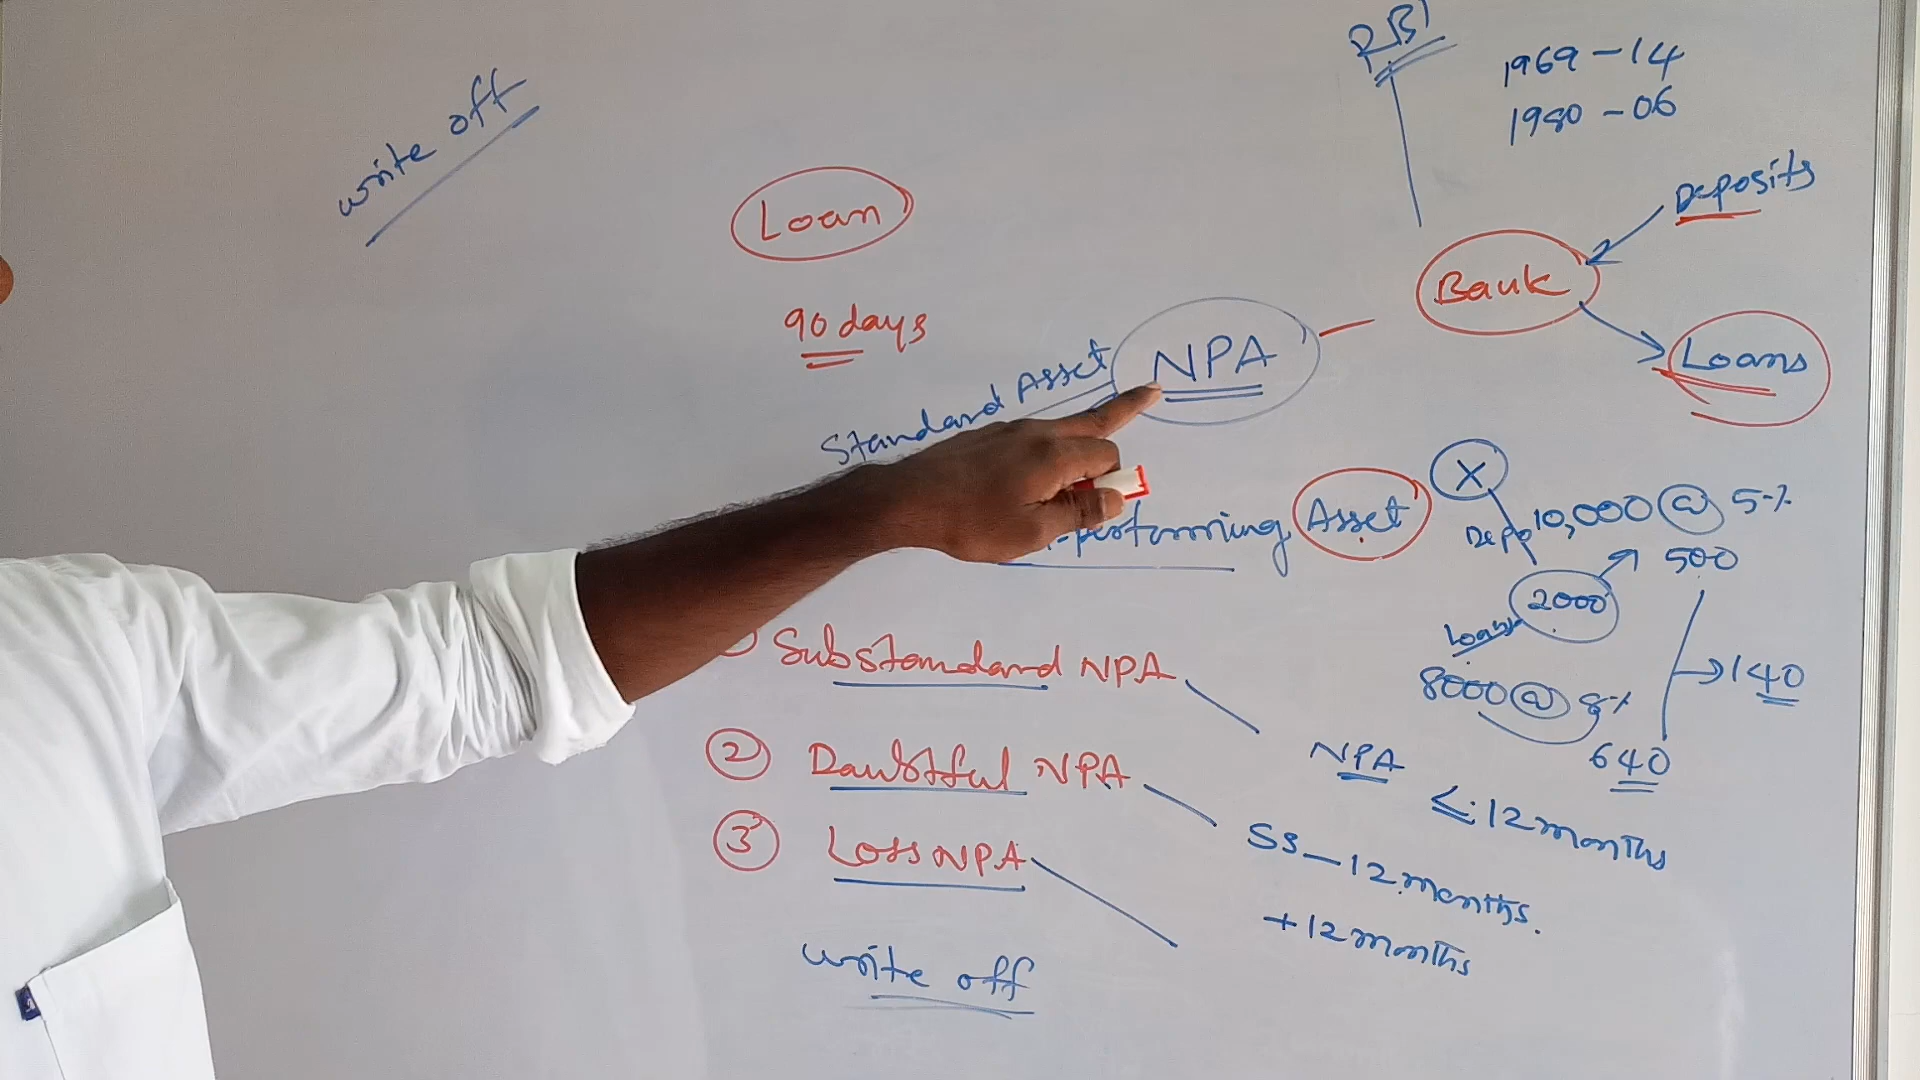 RBI
1969 - 14
1980 - 06
write off
Deposits
Loan
Bank
90 days
Loans
NPA
Standard Asset
X
-performing Asset
Depo 10,000 @ 5%
500
2000
Loans
8000 @ 8%
140
640
Substandard NPA
NPA
≤ 12 months
② Doubtful NPA
SS - 12 months.
+ 12 months
③ Loss NPA
write off